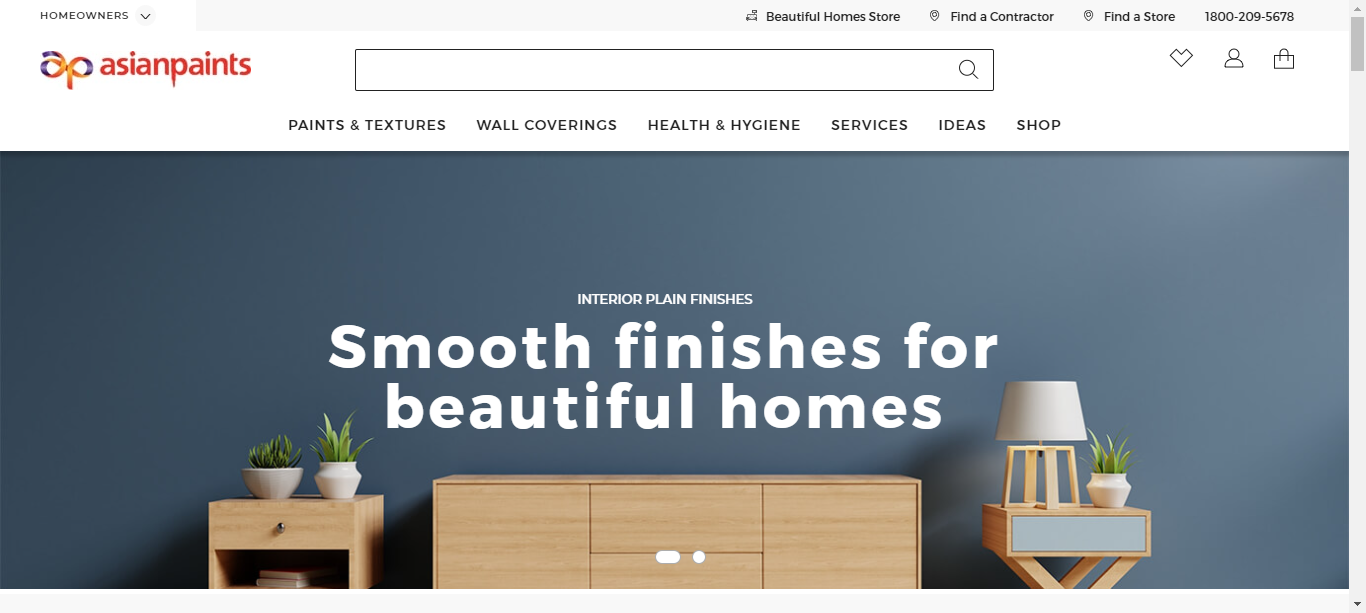 HOMEOWNERS
Beautiful Homes Store
Find a Contractor
Find a Store
1800-209-5678
asianpaints
PAINTS & TEXTURES
WALL COVERINGS
HEALTH & HYGIENE
SERVICES
IDEAS
SHOP
INTERIOR PLAIN FINISHES
Smooth finishes for
beautiful homes